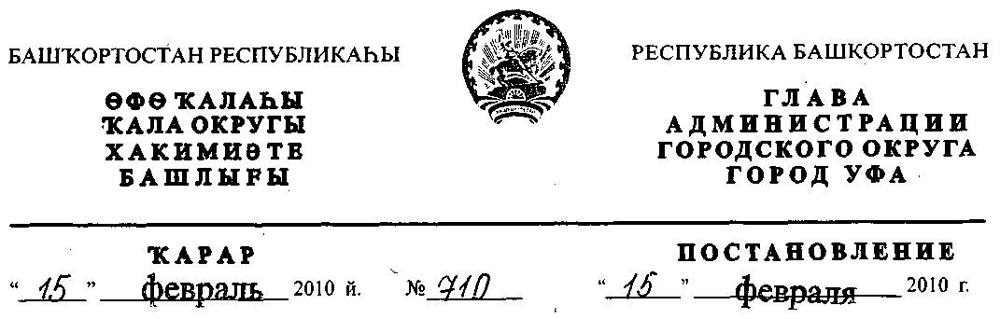 БАШҠОРТОСТАН РЕСПУБЛИКАҺЫ
ӨФӨ ҠАЛАҺЫ
ҠАЛА ОКРУГЫ
ХАКИМИӘТЕ
БАШЛЫҒЫ
РЕСПУБЛИКА БАШКОРТОСТАН
ГЛАВА
АДМИНИСТРАЦИИ
ГОРОДСКОГО ОКРУГА
ГОРОД УФА
ҠАРАР
ПОСТАНОВЛЕНИЕ
“ 15 ” февраль 2010 й. № 710 “ 15 ” февраля 2010 г.